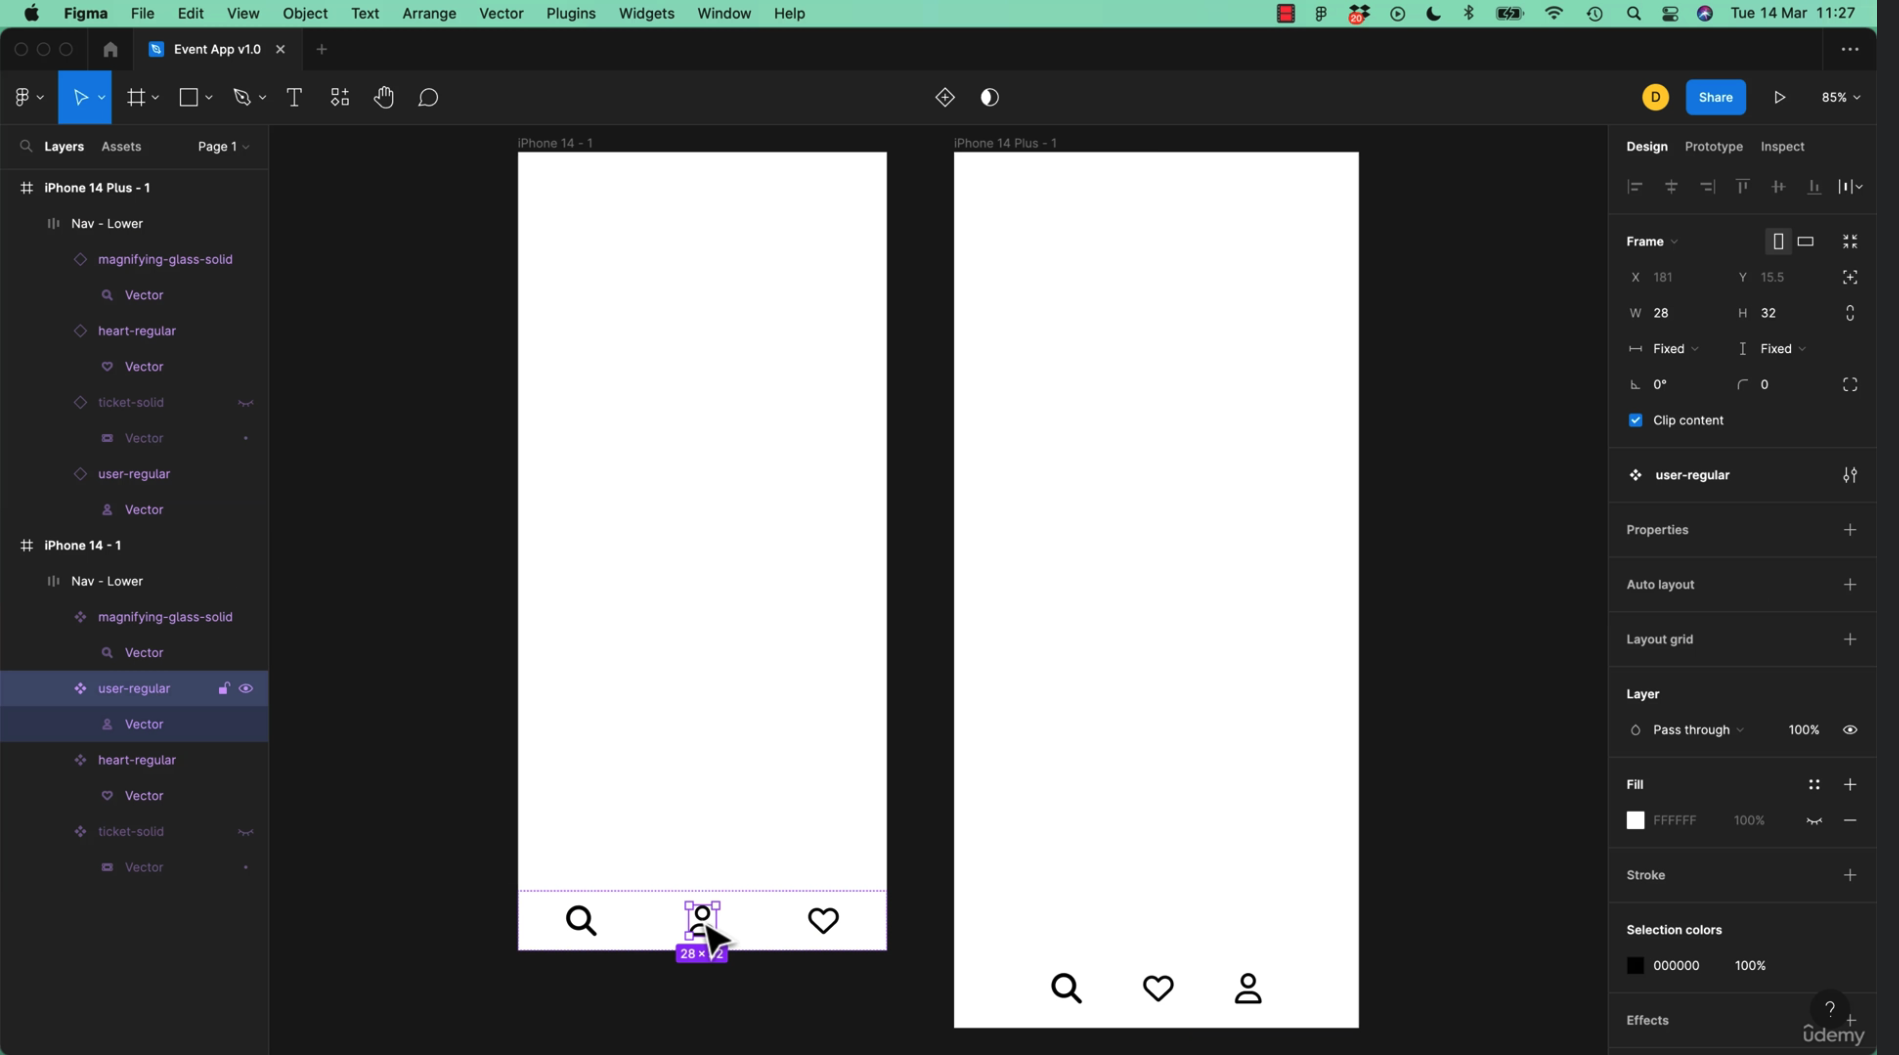 Figma File Edit View Object Text Arrange Vector Plugins Widgets Window Help 20 Tue 14 Mar 11:27
Event App v1.0
D Share 85%
Layers Assets Page 1
iPhone 14 Plus - 1
Nav - Lower
magnifying-glass-solid
Vector
heart-regular
Vector
ticket-solid
Vector
user-regular
Vector
iPhone 14 - 1
Nav - Lower
magnifying-glass-solid
Vector
user-regular
Vector
heart-regular
Vector
ticket-solid
Vector
iPhone 14 - 1
iPhone 14 Plus - 1
Design Prototype Inspect
Frame
X 181 Y 15.5
W 28 H 32
Fixed Fixed
0° 0
Clip content
user-regular
Properties
Auto layout
Layout grid
Layer
Pass through 100%
Fill
FFFFFF 100%
Stroke
Selection colors
000000 100%
Effects
?
udemy